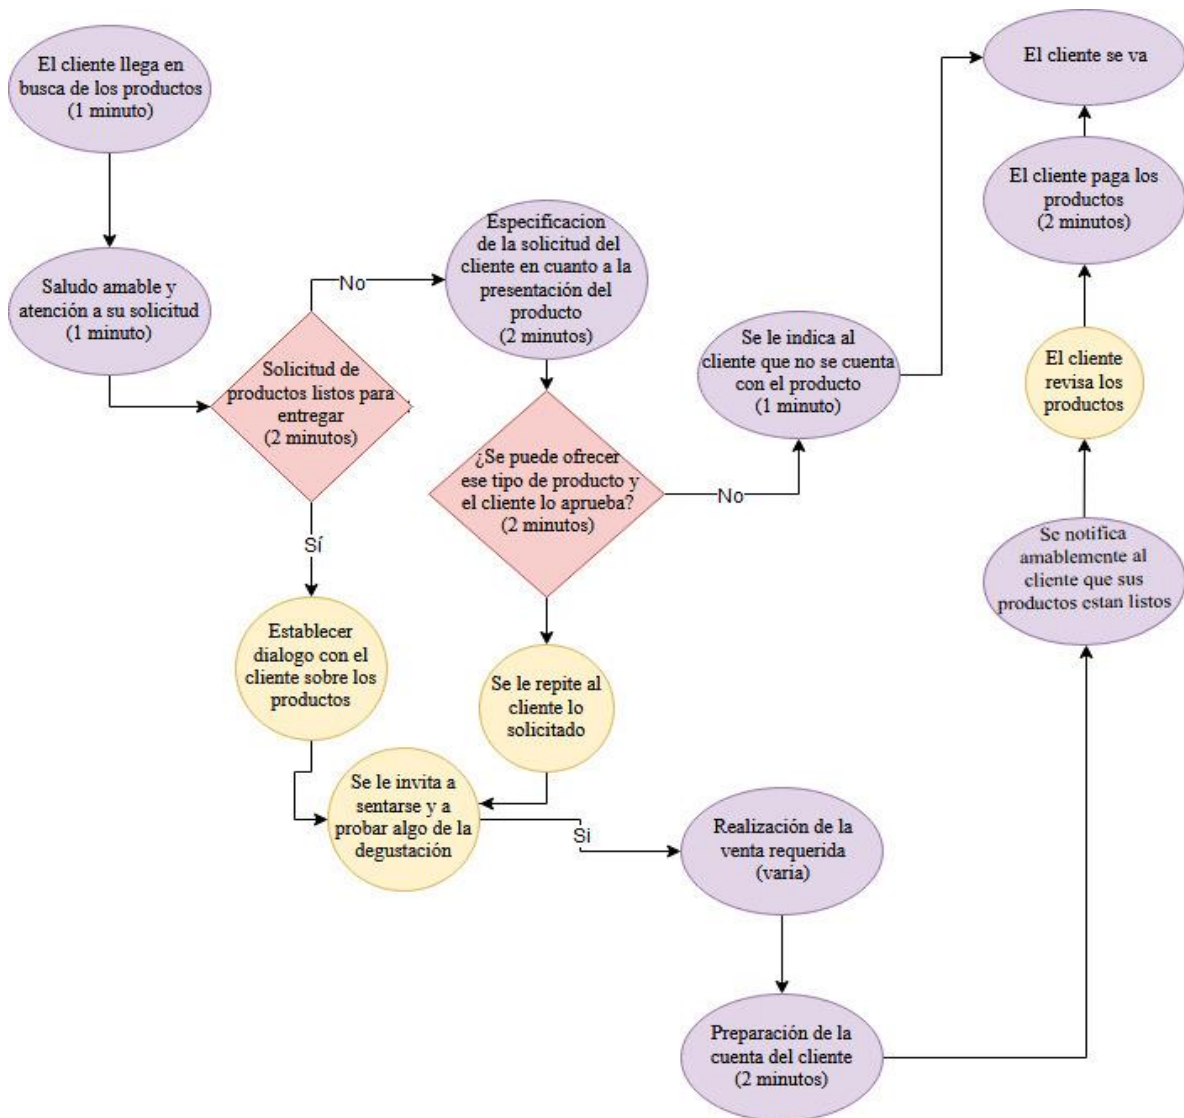 El cliente llega en
busca de los productos
(1 minuto)
Saludo amable y
atención a su solicitud
(1 minuto)
Solicitud de
productos listos para
entregar
(2 minutos)
No
Especificacion
de la solicitud del
cliente en cuanto a la
presentación del
producto
(2 minutos)
¿Se puede ofrecer
ese tipo de producto y
el cliente lo aprueba?
(2 minutos)
No
Se le indica al
cliente que no se cuenta
con el producto
(1 minuto)
El cliente se va
El cliente paga los
productos
(2 minutos)
El cliente
revisa los
productos
Se notifica
amablemente al
cliente que sus
productos estan listos
Sí
Establecer
dialogo con el
cliente sobre los
productos
Se le repite al
cliente lo
solicitado
Se le invita a
sentarse y a
probar algo de la
degustación
Si
Realización de la
venta requerida
(varia)
Preparación de la
cuenta del cliente
(2 minutos)